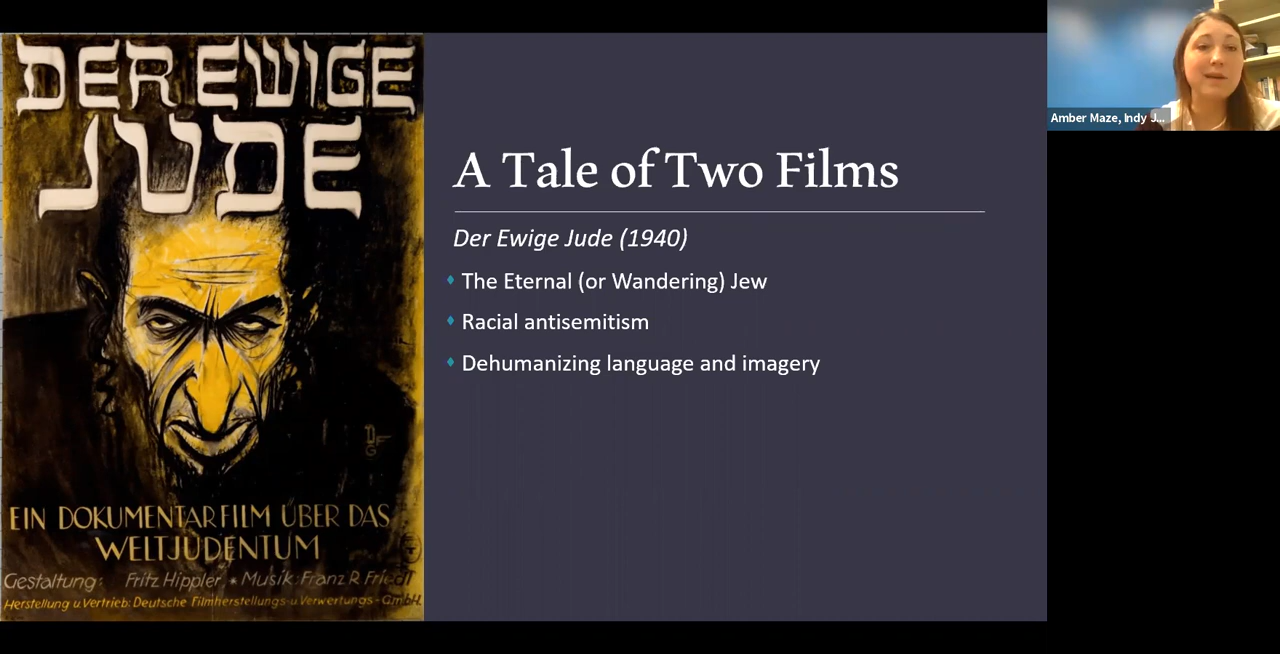 DER EWIGE
JUDE
EIN DOKUMENTARFILM ÜBER DAS
WELTJUDENTUM
Gestaltung: Fritz Hippler * Musik: Franz R. Friedl
Herstellung u. Vertrieb: Deutsche Filmherstellungs-u. Verwertungs-GmbH.
A Tale of Two Films
Der Ewige Jude (1940)
The Eternal (or Wandering) Jew
Racial antisemitism
Dehumanizing language and imagery
Amber Maze, Indy J...